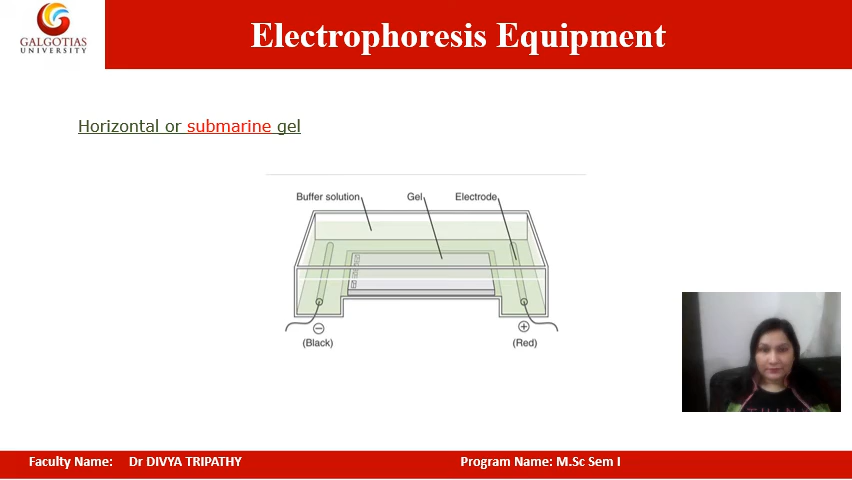 GALGOTIAS
UNIVERSITY
Electrophoresis Equipment
Horizontal or submarine gel
Buffer solution
Gel
Electrode
(Black)
(Red)
Faculty Name: Dr DIVYA TRIPATHY
Program Name: M.Sc Sem I